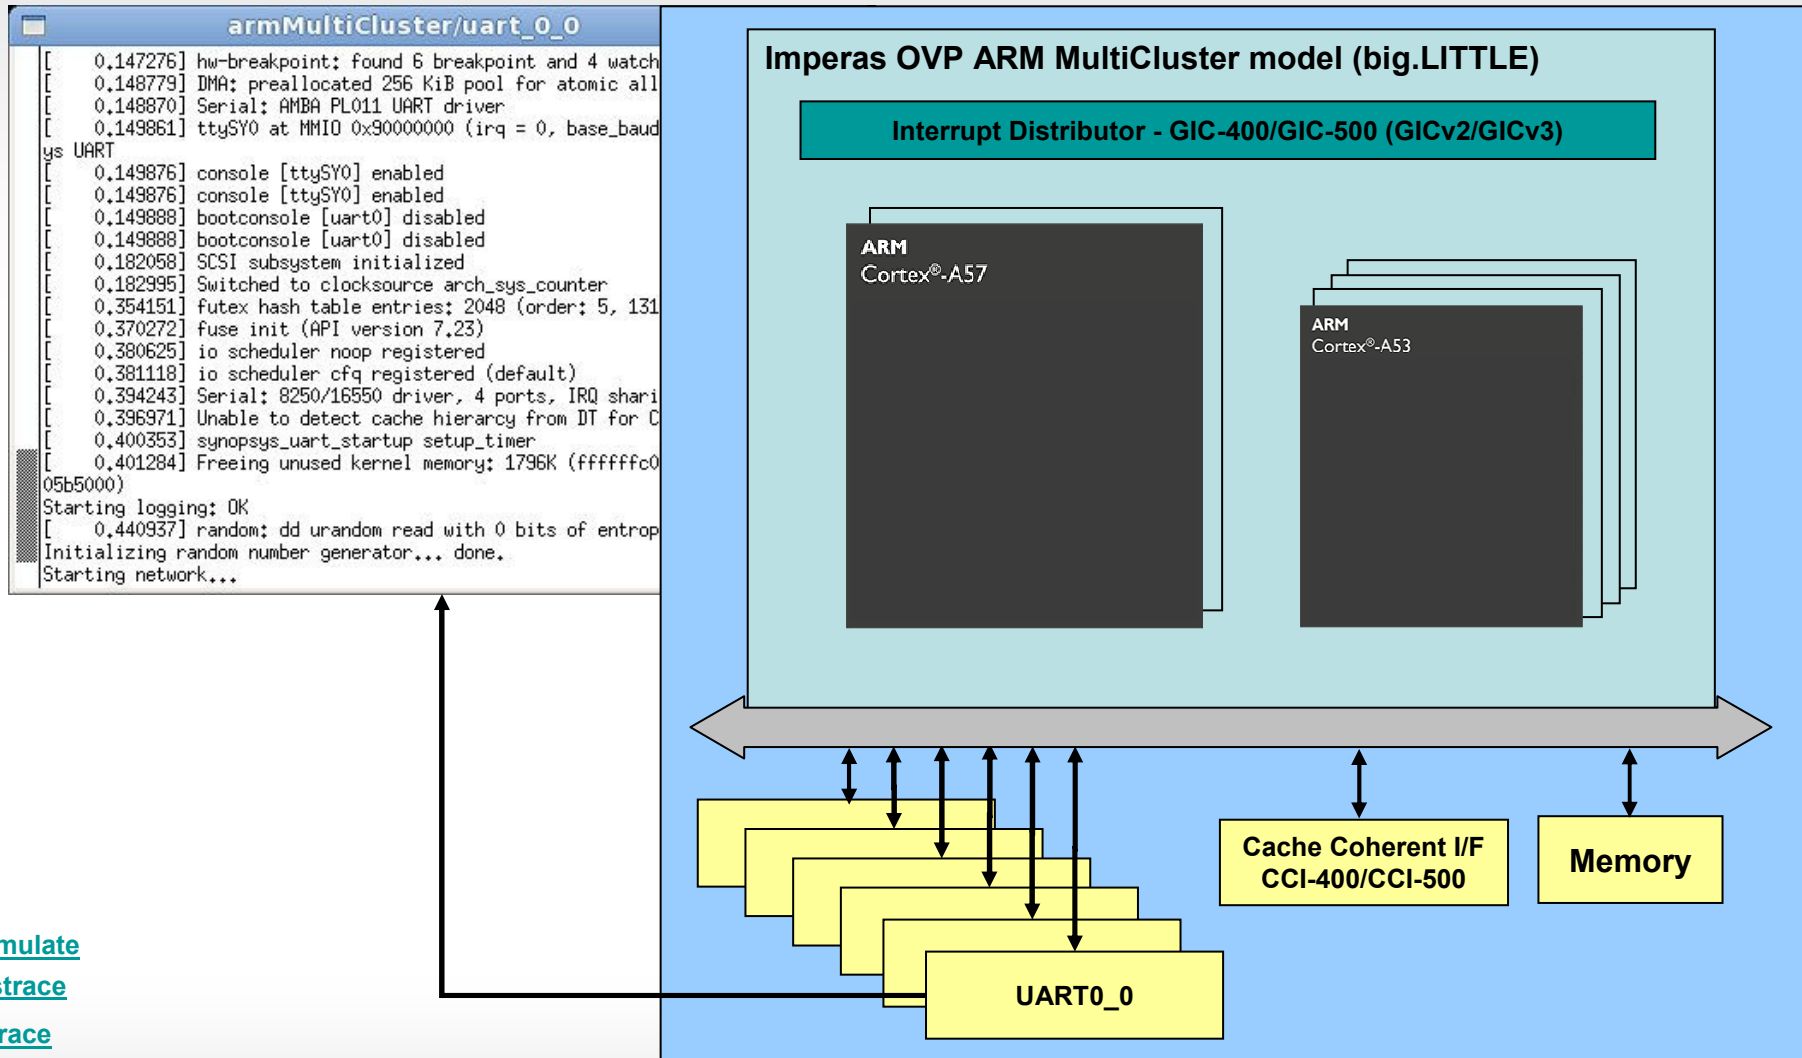 armMultiCluster/uart_0_0
[    0.147276] hw-breakpoint: found 6 breakpoint and 4 watch
[    0.148779] DMA: preallocated 256 KiB pool for atomic all
[    0.148870] Serial: AMBA PL011 UART driver
[    0.149861] ttySY0 at MMIO 0x90000000 (irq = 0, base_baud
ys UART
[    0.149876] console [ttySY0] enabled
[    0.149876] console [ttySY0] enabled
[    0.149888] bootconsole [uart0] disabled
[    0.149888] bootconsole [uart0] disabled
[    0.182058] SCSI subsystem initialized
[    0.182995] Switched to clocksource arch_sys_counter
[    0.354151] futex hash table entries: 2048 (order: 5, 131
[    0.370272] fuse init (API version 7.23)
[    0.380625] io scheduler noop registered
[    0.381118] io scheduler cfq registered (default)
[    0.394243] Serial: 8250/16550 driver, 4 ports, IRQ shari
[    0.396971] Unable to detect cache hierarcy from DT for C
[    0.400353] synopsys_uart_startup setup_timer
[    0.401284] Freeing unused kernel memory: 1796K (ffffffc0
05b5000)
Starting logging: OK
[    0.440937] random: dd urandom read with 0 bits of entrop
Initializing random number generator... done.
Starting network...
Imperas OVP ARM MultiCluster model (big.LITTLE)
Interrupt Distributor - GIC-400/GIC-500 (GICv2/GICv3)
ARM
Cortex®-A57
ARM
Cortex®-A53
Cache Coherent I/F
CCI-400/CCI-500
Memory
UART0_0
mulate
strace
race